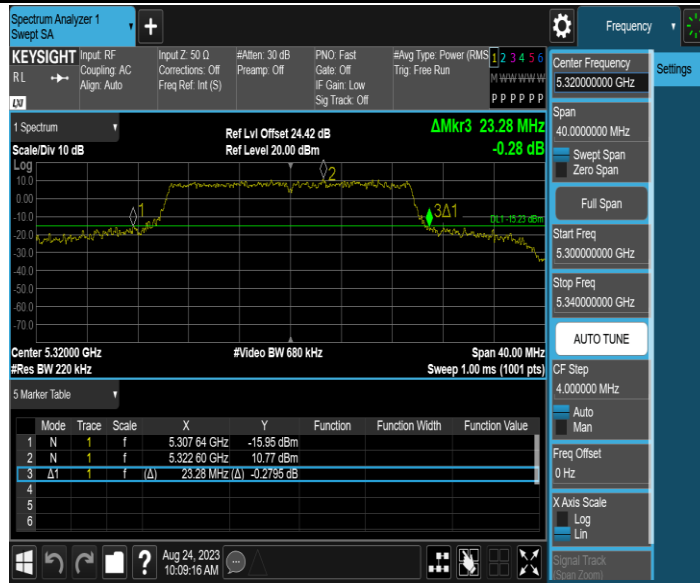 Spectrum Analyzer 1
Swept SA
+
Frequency
KEYSIGHT
Input: RF
Input Z: 50 Ω
#Atten: 30 dB
PNO: Fast
#Avg Type: Power (RMS
1 2 3 4 5 6
RL
Coupling: AC
Corrections: Off
Preamp: Off
Gate: Off
Trig: Free Run
M W W W W W
Align: Auto
Freq Ref: Int (S)
IF Gain: Low
Sig Track: Off
P P P P P P
LXI
Center Frequency
5.320000000 GHz
Settings
Span
40.0000000 MHz
Swept Span
Zero Span
Full Span
Start Freq
5.300000000 GHz
Stop Freq
5.340000000 GHz
AUTO TUNE
CF Step
4.000000 MHz
Auto
Man
Freq Offset
0 Hz
X Axis Scale
Log
Lin
Signal Track
(Span Zoom)
1 Spectrum
Scale/Div 10 dB
Ref Lvl Offset 24.42 dB
Ref Level 20.00 dBm
ΔMkr3 23.28 MHz
-0.28 dB
Log
10.0
0.00
-10.0
-20.0
-30.0
-40.0
-50.0
-60.0
-70.0
1
2
3Δ1
DL1 -15.23 dBm
Center 5.32000 GHz
#Video BW 680 kHz
Span 40.00 MHz
#Res BW 220 kHz
Sweep 1.00 ms (1001 pts)
5 Marker Table
Mode Trace Scale X Y Function Function Width Function Value
1 N 1 f 5.307 64 GHz -15.95 dBm
2 N 1 f 5.322 60 GHz 10.77 dBm
3 Δ1 1 f (Δ) 23.28 MHz (Δ) -0.2795 dB
4
5
6
?
Aug 24, 2023
10:09:16 AM